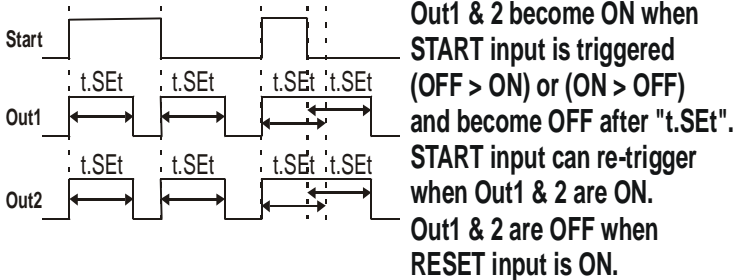 Start
t.SEt t.SEt t.SEt t.SEt
Out1
t.SEt t.SEt t.SEt t.SEt
Out2
Out1 & 2 become ON when
START input is triggered
(OFF > ON) or (ON > OFF)
and become OFF after "t.SEt".
START input can re-trigger
when Out1 & 2 are ON.
Out1 & 2 are OFF when
RESET input is ON.